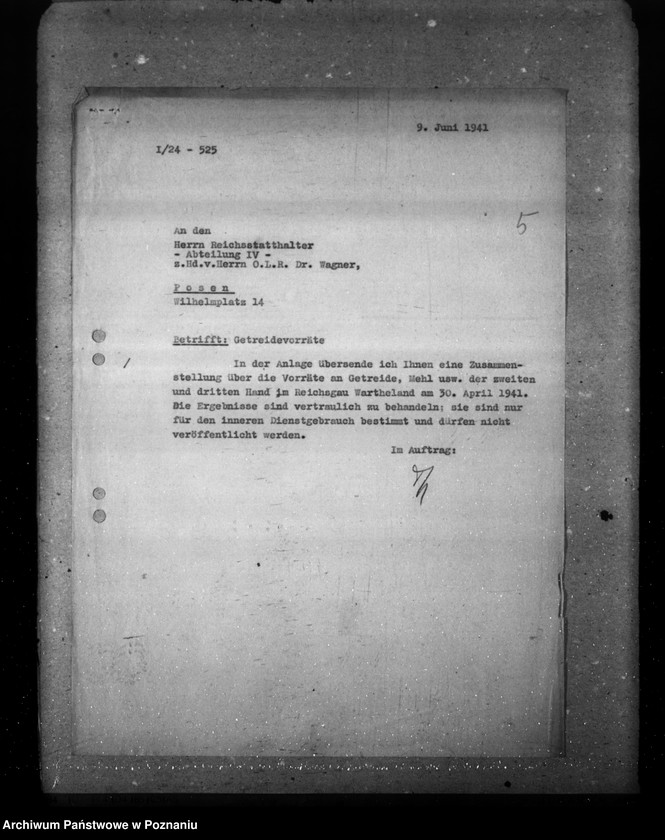 9. Juni 1941
I/24 - 525
5
An den
Herrn Reichsstatthalter
- Abteilung IV -
z.Hd.v.Herrn O.L.R. Dr. Wagner,
P o s e n
Wilhelmplatz 14
Betrifft: Getreidevorräte
In der Anlage übersende ich Ihnen eine Zusammen-
stellung über die Vorräte an Getreide, Mehl usw. der zweiten
und dritten Hand im Reichsgau Wartheland am 30. April 1941.
Die Ergebnisse sind vertraulich zu behandeln; sie sind nur
für den inneren Dienstgebrauch bestimmt und dürfen nicht
veröffentlicht werden.
Im Auftrag:
Archiwum Państwowe w Poznaniu